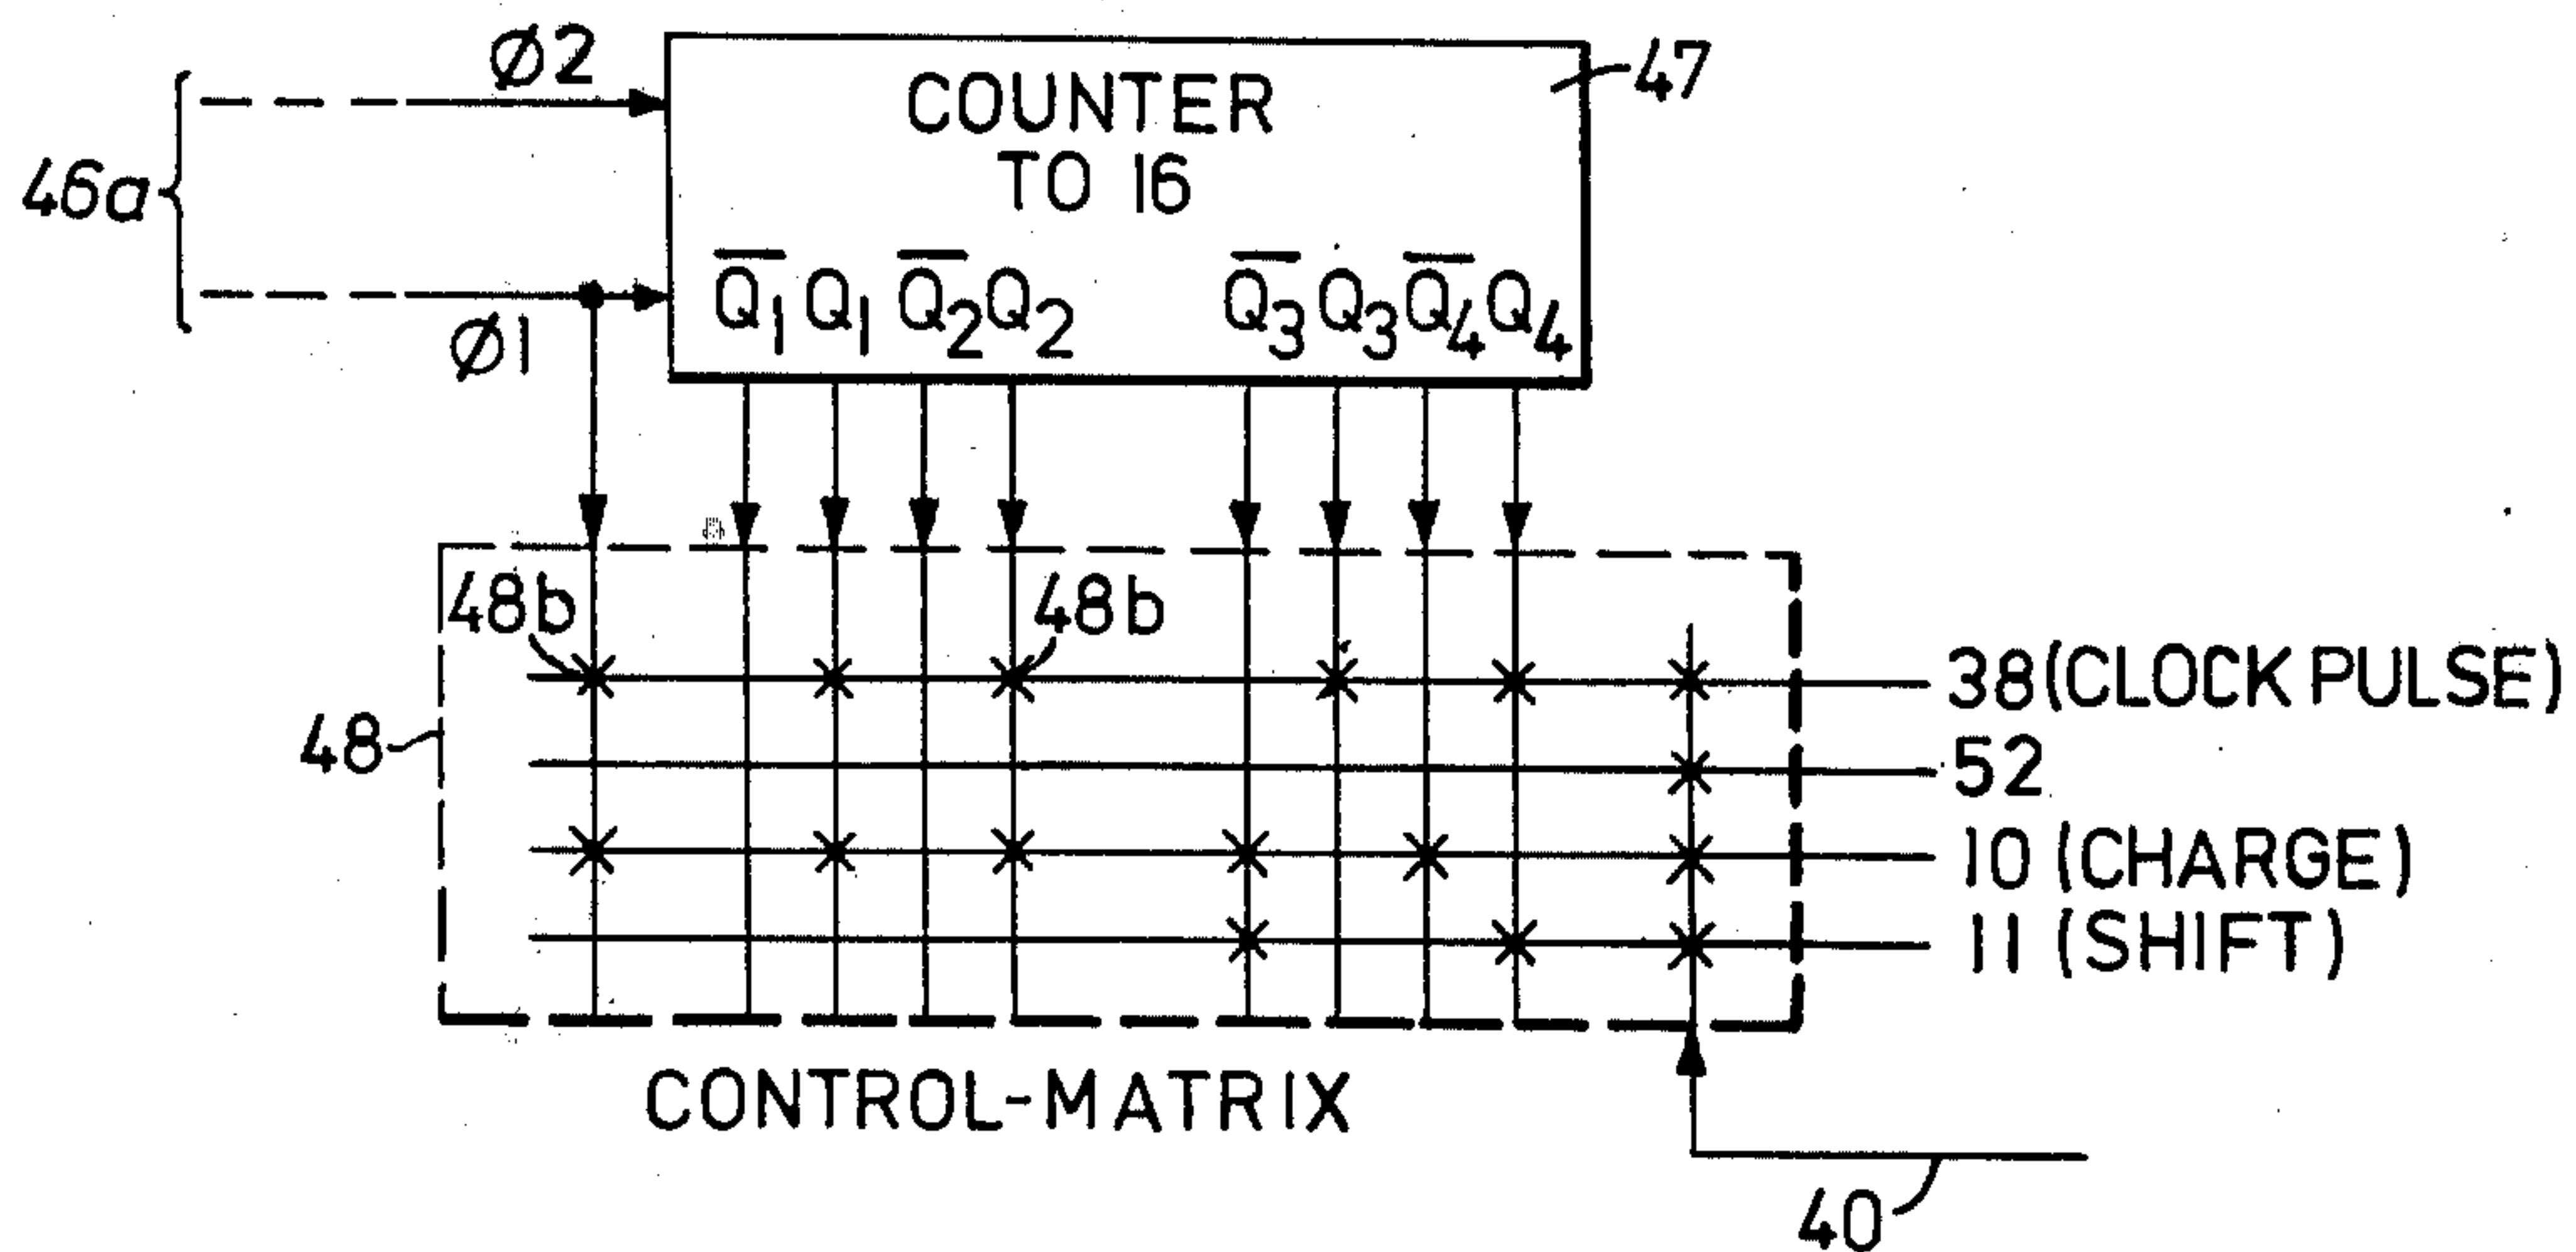 Ø2
47
COUNTER
TO 16
46a
Q̅1 Q1 Q̅2 Q2 Q̅3 Q3 Q̅4 Q4
Ø1
48b
48b
38 (CLOCK PULSE)
48
52
10 (CHARGE)
11 (SHIFT)
CONTROL-MATRIX
40